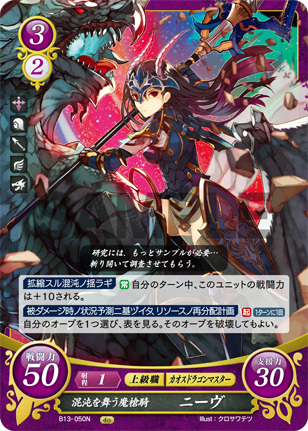 3
2
研究には、もっとサンプルが必要…
斬り開いて調査させてもらう。
拡縮スル混沌ノ揺ラギ 常 自分のターン中、このユニットの戦闘力
は+10される。
被ダメージ時ノ状況予測二基ヅイタ リソースノ再分配計画 起 1ターンに1回
自分のオーブを1つ選び、表を見る。そのオーブを破壊してもよい。
戦闘力
50
射程 1
上級職
カオスドラゴンマスター
支援力
30
混沌を舞う魔槍騎 ニーヴ
B13-050N
Illust:クロサワテツ